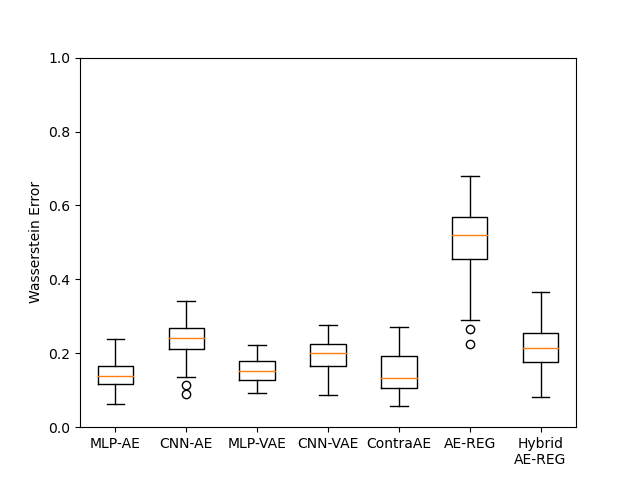 1.0
0.8
0.6
0.4
0.2
0.0
Wasserstein Error
MLP-AE CNN-AE MLP-VAE CNN-VAE ContraAE AE-REG Hybrid
AE-REG